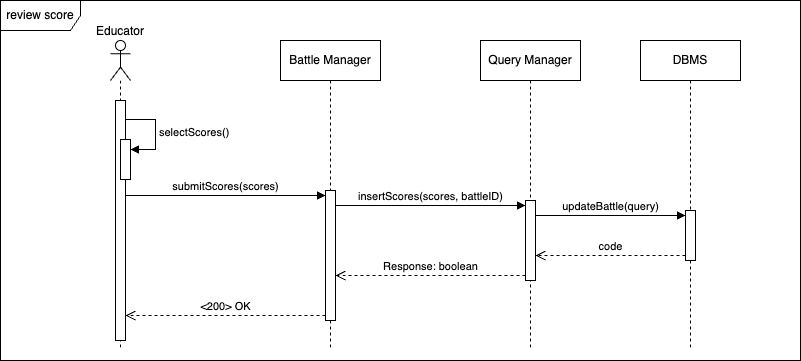 review score
Educator
Battle Manager
Query Manager
DBMS
selectScores()
submitScores(scores)
insertScores(scores, battleID)
updateBattle(query)
code
Response: boolean
<200> OK